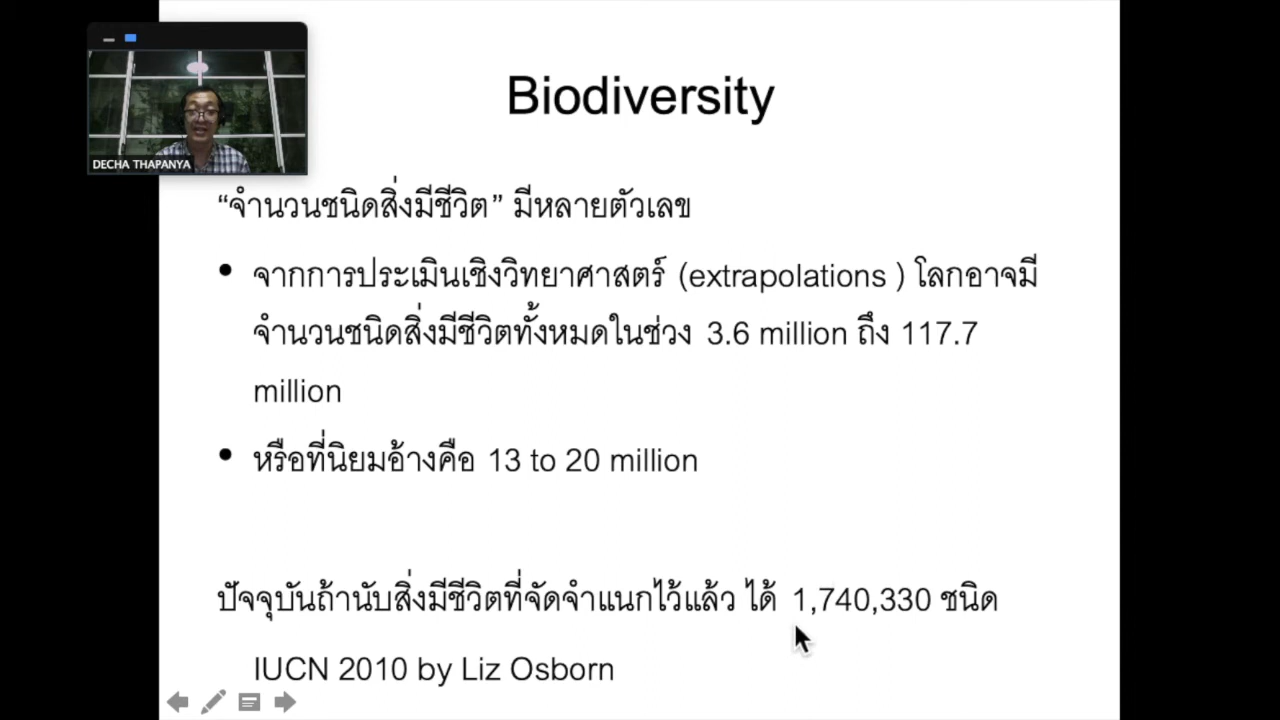 Biodiversity
DECHA THAPANYA
“จำนวนชนิดสิ่งมีชีวิต” มีหลายตัวเลข
• จากการประเมินเชิงวิทยาศาสตร์ (extrapolations ) โลกอาจมี
จำนวนชนิดสิ่งมีชีวิตทั้งหมดในช่วง 3.6 million ถึง 117.7
million
• หรือที่นิยมอ้างคือ 13 to 20 million
ปัจจุบันถ้านับสิ่งมีชีวิตที่จัดจำแนกไว้แล้ว ได้ 1,740,330 ชนิด
IUCN 2010 by Liz Osborn